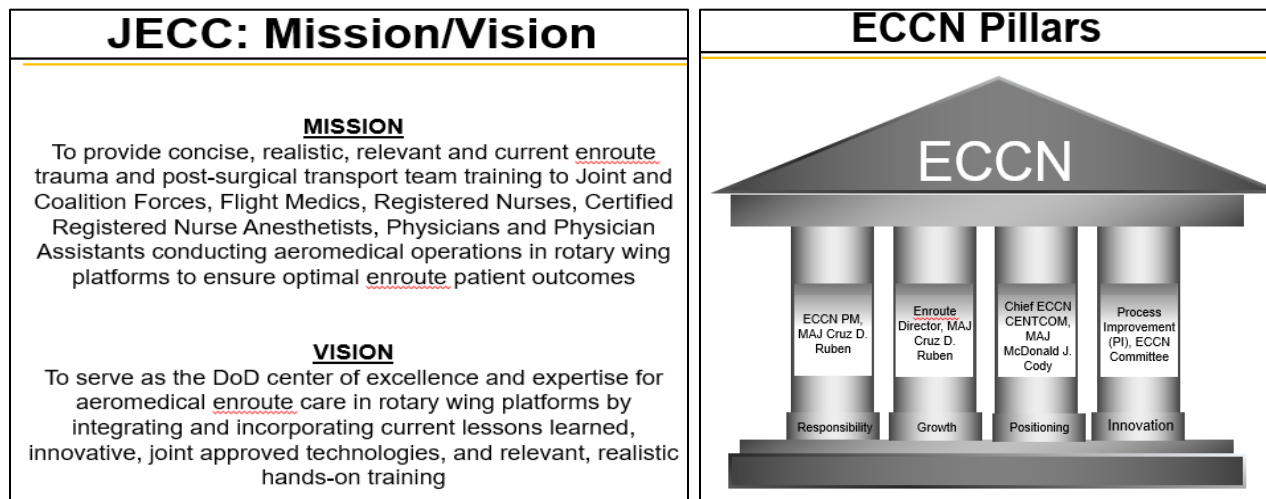 JECC: Mission/Vision
MISSION
To provide concise, realistic, relevant and current enroute
trauma and post-surgical transport team training to Joint and
Coalition Forces, Flight Medics, Registered Nurses, Certified
Registered Nurse Anesthetists, Physicians and Physician
Assistants conducting aeromedical operations in rotary wing
platforms to ensure optimal enroute patient outcomes
VISION
To serve as the DoD center of excellence and expertise for
aeromedical enroute care in rotary wing platforms by
integrating and incorporating current lessons learned,
innovative, joint approved technologies, and relevant, realistic
hands-on training
ECCN Pillars
ECCN
ECCN PM,
MAJ Cruz D.
Ruben
Responsibility
Enroute
Director, MAJ
Cruz D.
Ruben
Growth
Chief ECCN
CENTCOM,
MAJ
McDonald J.
Cody
Positioning
Process
Improvement
(PI), ECCN
Committee
Innovation